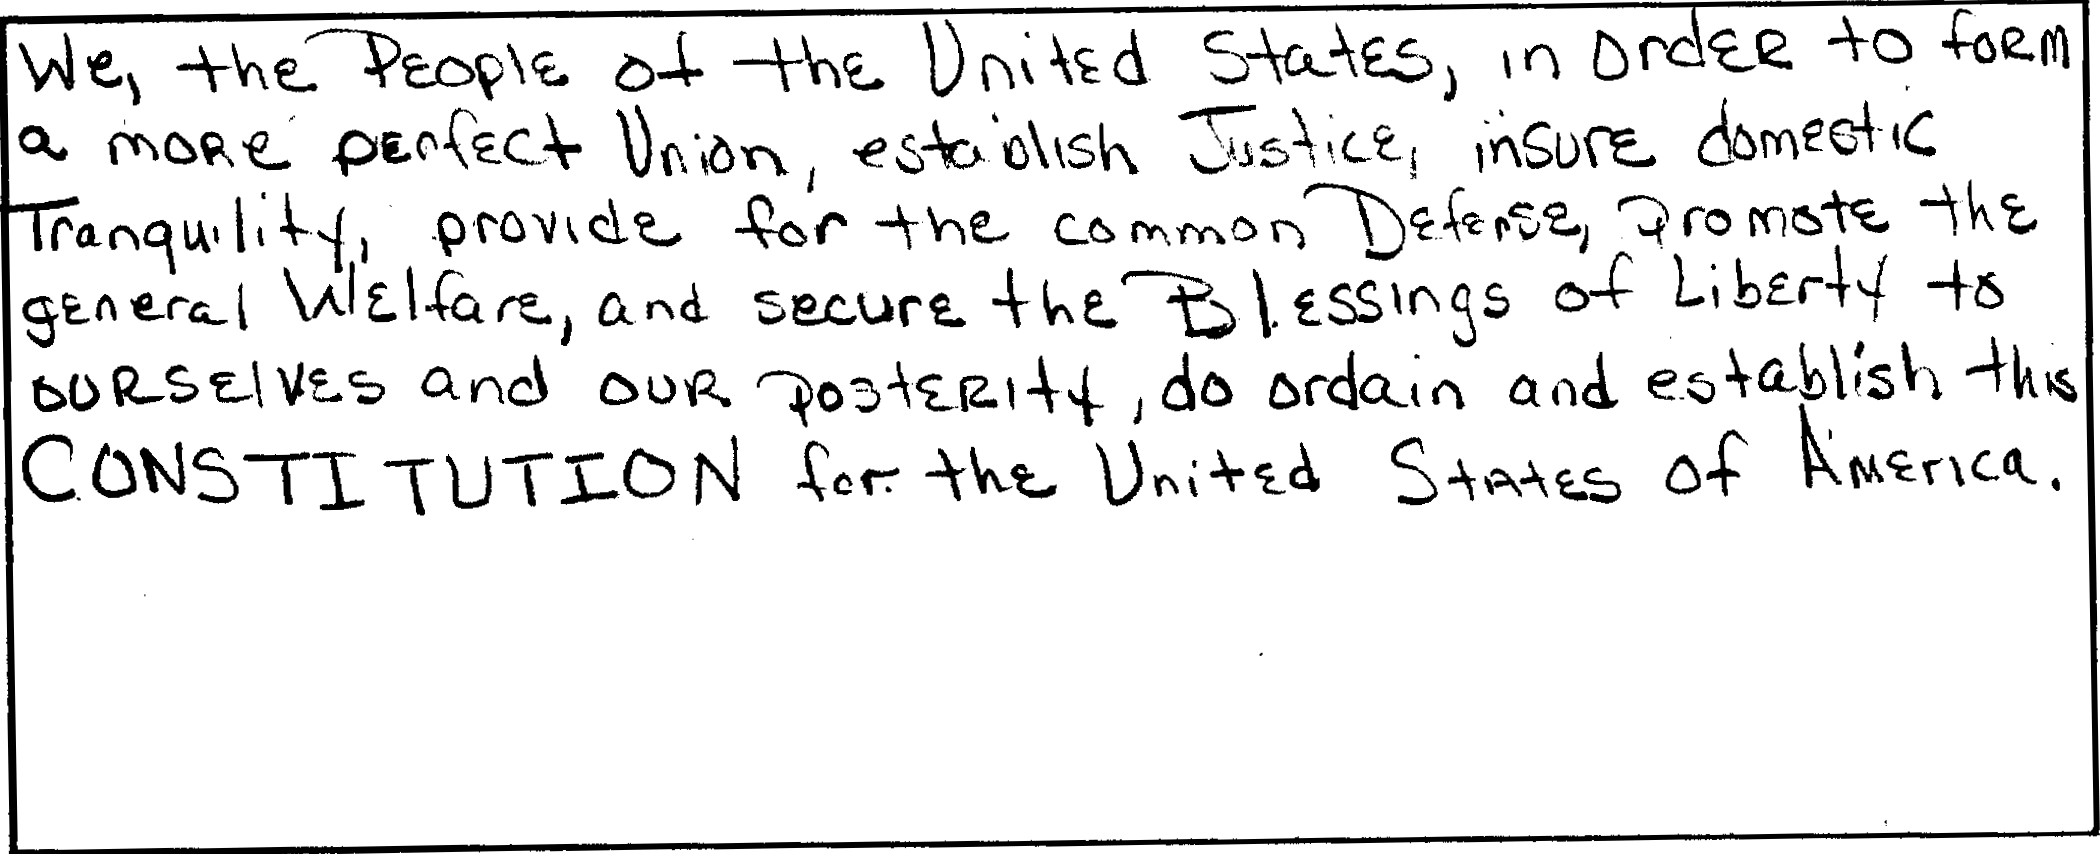 We, the People of the United States, in order to form
a more perfect Union, establish Justice, insure domestic
Tranquility, provide for the common Defense, promote the
general Welfare, and secure the Blessings of Liberty to
ourselves and our posterity, do ordain and establish this
CONSTITUTION for the United States of America.